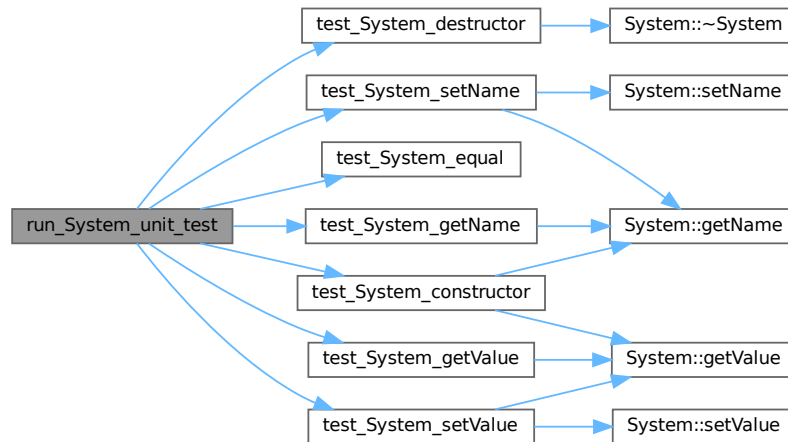 run_System_unit_test
test_System_destructor
System::~System
test_System_setName
System::setName
test_System_equal
test_System_getName
System::getName
test_System_constructor
test_System_getValue
System::getValue
test_System_setValue
System::setValue